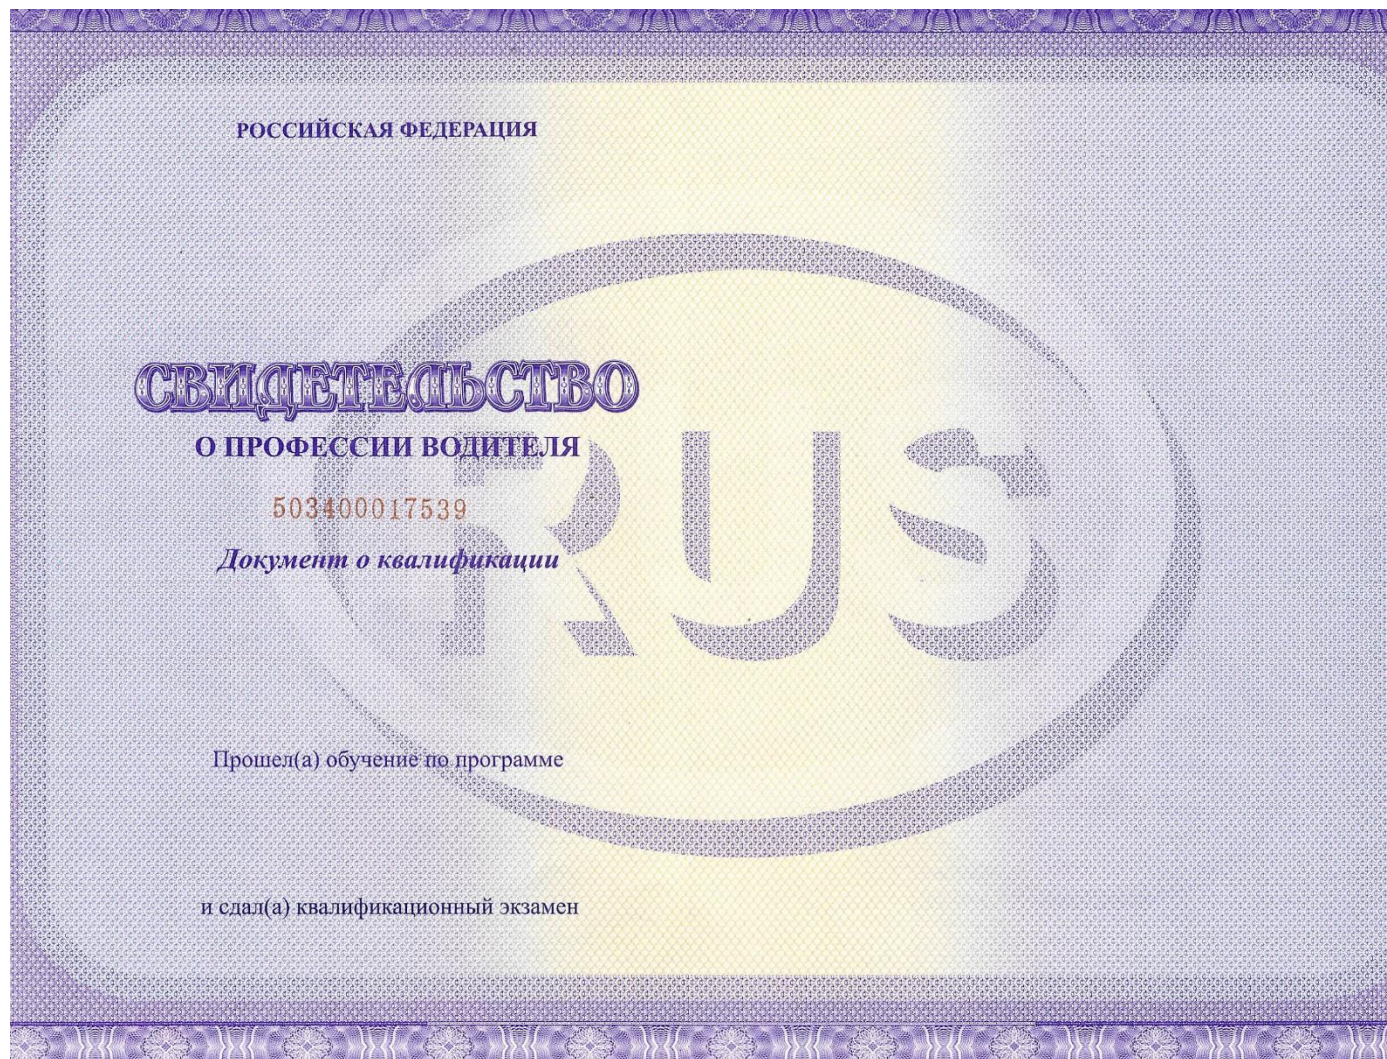 РОССИЙСКАЯ ФЕДЕРАЦИЯ
СВИДЕТЕЛЬСТВО
О ПРОФЕССИИ ВОДИТЕЛЯ
503400017539
Документ о квалификации
RUS
Прошел(а) обучение по программе
и сдал(а) квалификационный экзамен